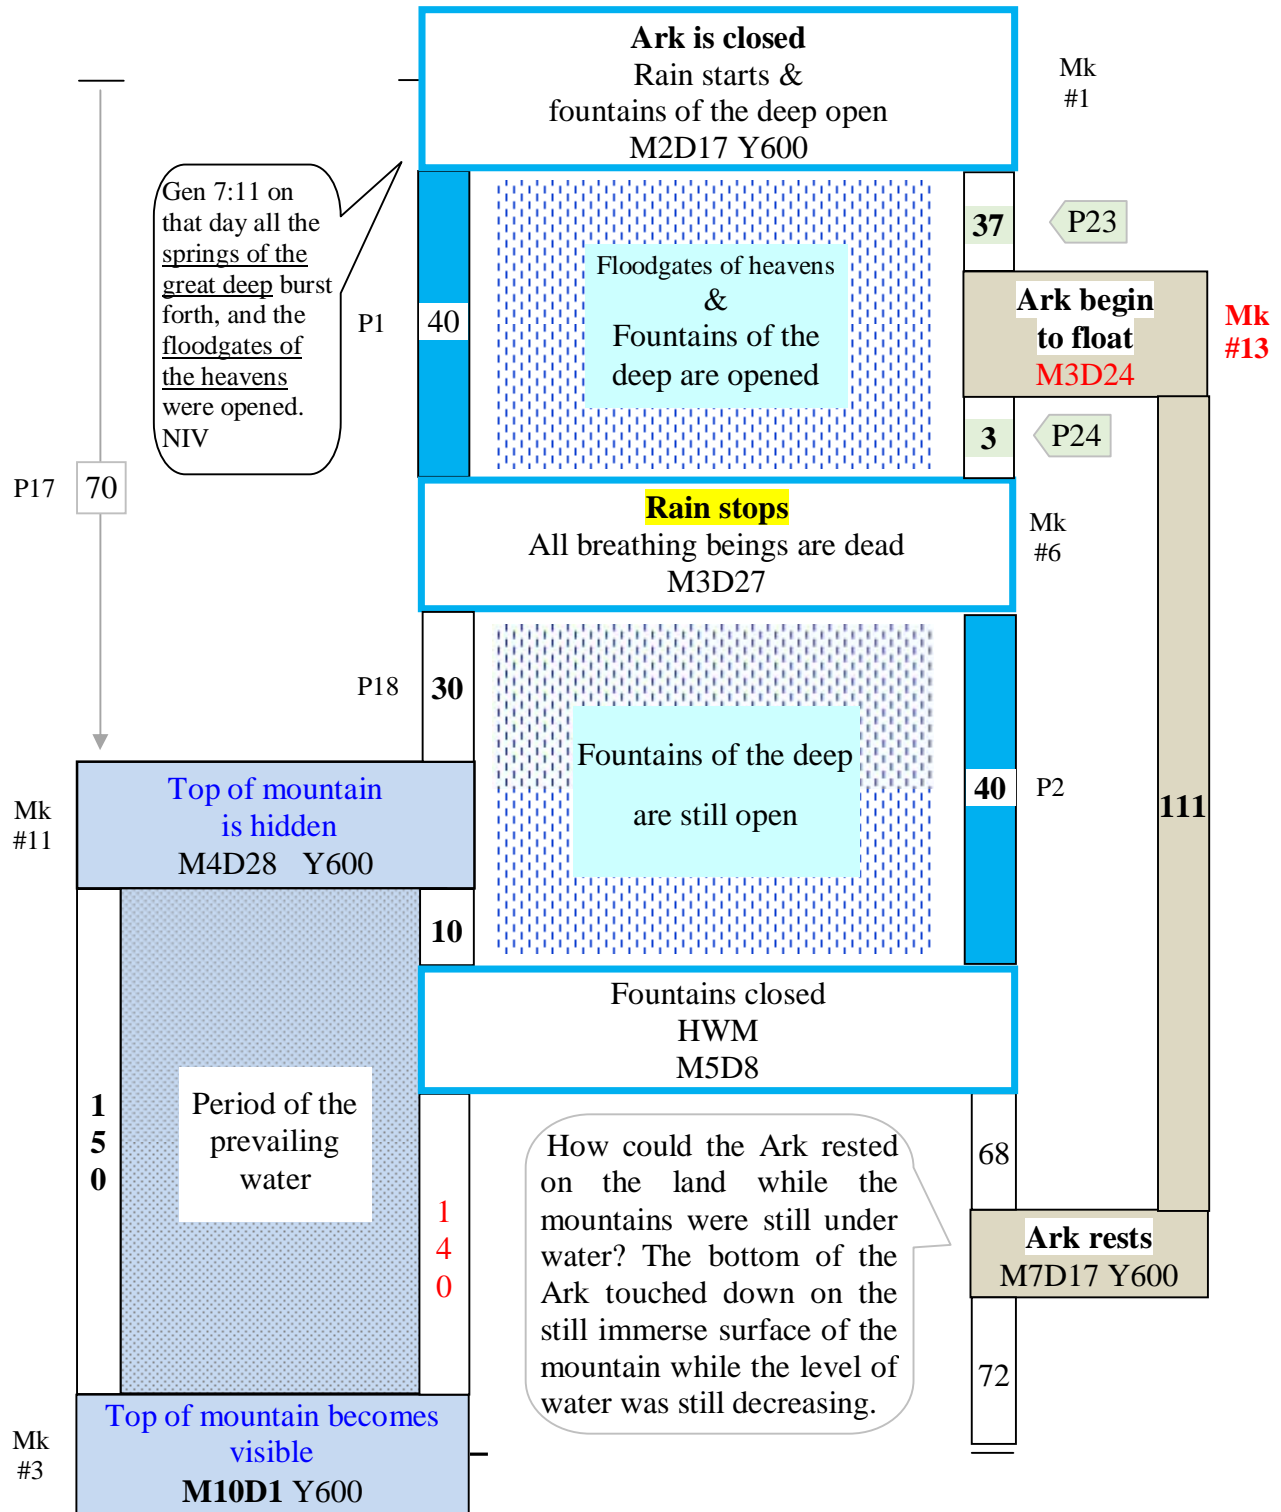 Ark is closed
Rain starts &
fountains of the deep open
M2D17 Y600
Mk
#1
Gen 7:11 on
that day all the
springs of the
great deep burst
forth, and the
floodgates of
the heavens
were opened.
NIV
P1
40
Floodgates of heavens
&
Fountains of the
deep are opened
37
P23
Ark begin
to float
M3D24
Mk
#13
3
P24
P17
70
Rain stops
All breathing beings are dead
M3D27
Mk
#6
P18
30
Fountains of the deep
are still open
40
P2
111
Mk
#11
Top of mountain
is hidden
M4D28 Y600
10
Fountains closed
HWM
M5D8
1
5
0
Period of the
prevailing
water
1
4
0
How could the Ark rested
on the land while the
mountains were still under
water? The bottom of the
Ark touched down on the
still immerse surface of the
mountain while the level of
water was still decreasing.
68
Ark rests
M7D17 Y600
72
Mk
#3
Top of mountain becomes
visible
M10D1 Y600